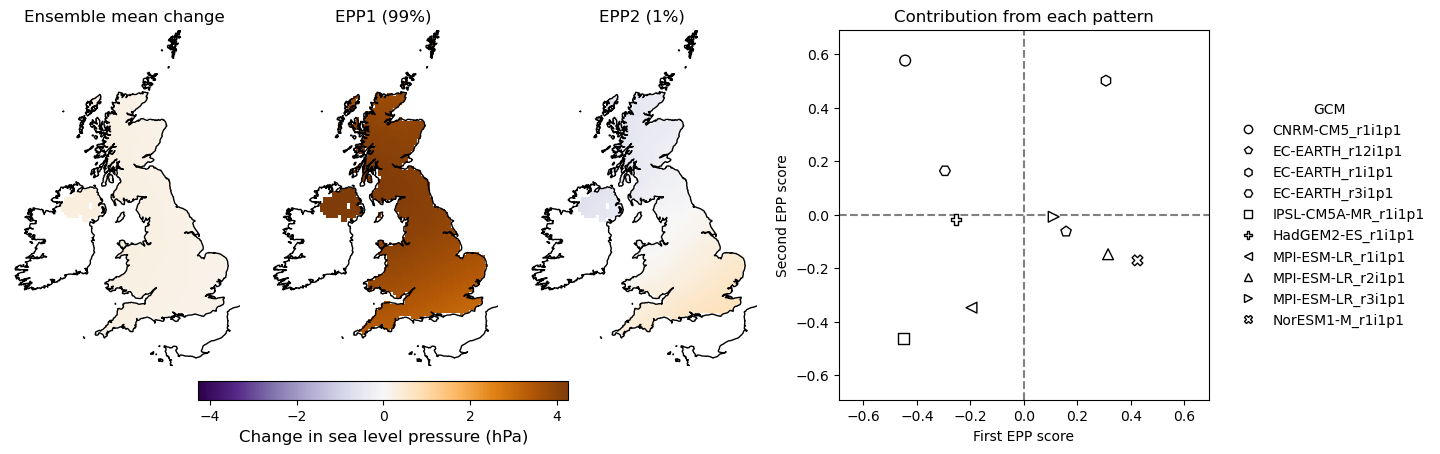 Ensemble mean change
EPP1 (99%)
EPP2 (1%)
−4 −2 0 2 4
Change in sea level pressure (hPa)
Contribution from each pattern
Second EPP score
0.6
0.4
0.2
0.0
−0.2
−0.4
−0.6
−0.6 −0.4 −0.2 0.0 0.2 0.4 0.6
First EPP score
GCM
CNRM-CM5_r1i1p1
EC-EARTH_r12i1p1
EC-EARTH_r1i1p1
EC-EARTH_r3i1p1
IPSL-CM5A-MR_r1i1p1
HadGEM2-ES_r1i1p1
MPI-ESM-LR_r1i1p1
MPI-ESM-LR_r2i1p1
MPI-ESM-LR_r3i1p1
NorESM1-M_r1i1p1